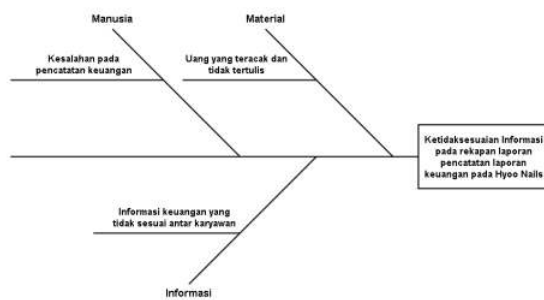 Manusia
Material
Kesalahan pada
pencatatan keuangan
Uang yang teracak dan
tidak tertulis
Ketidaksesuaian Informasi
pada rekapan laporan
pencatatan laporan
keuangan pada Hyoo Nails
Informasi keuangan yang
tidak sesuai antar karyawan
Informasi